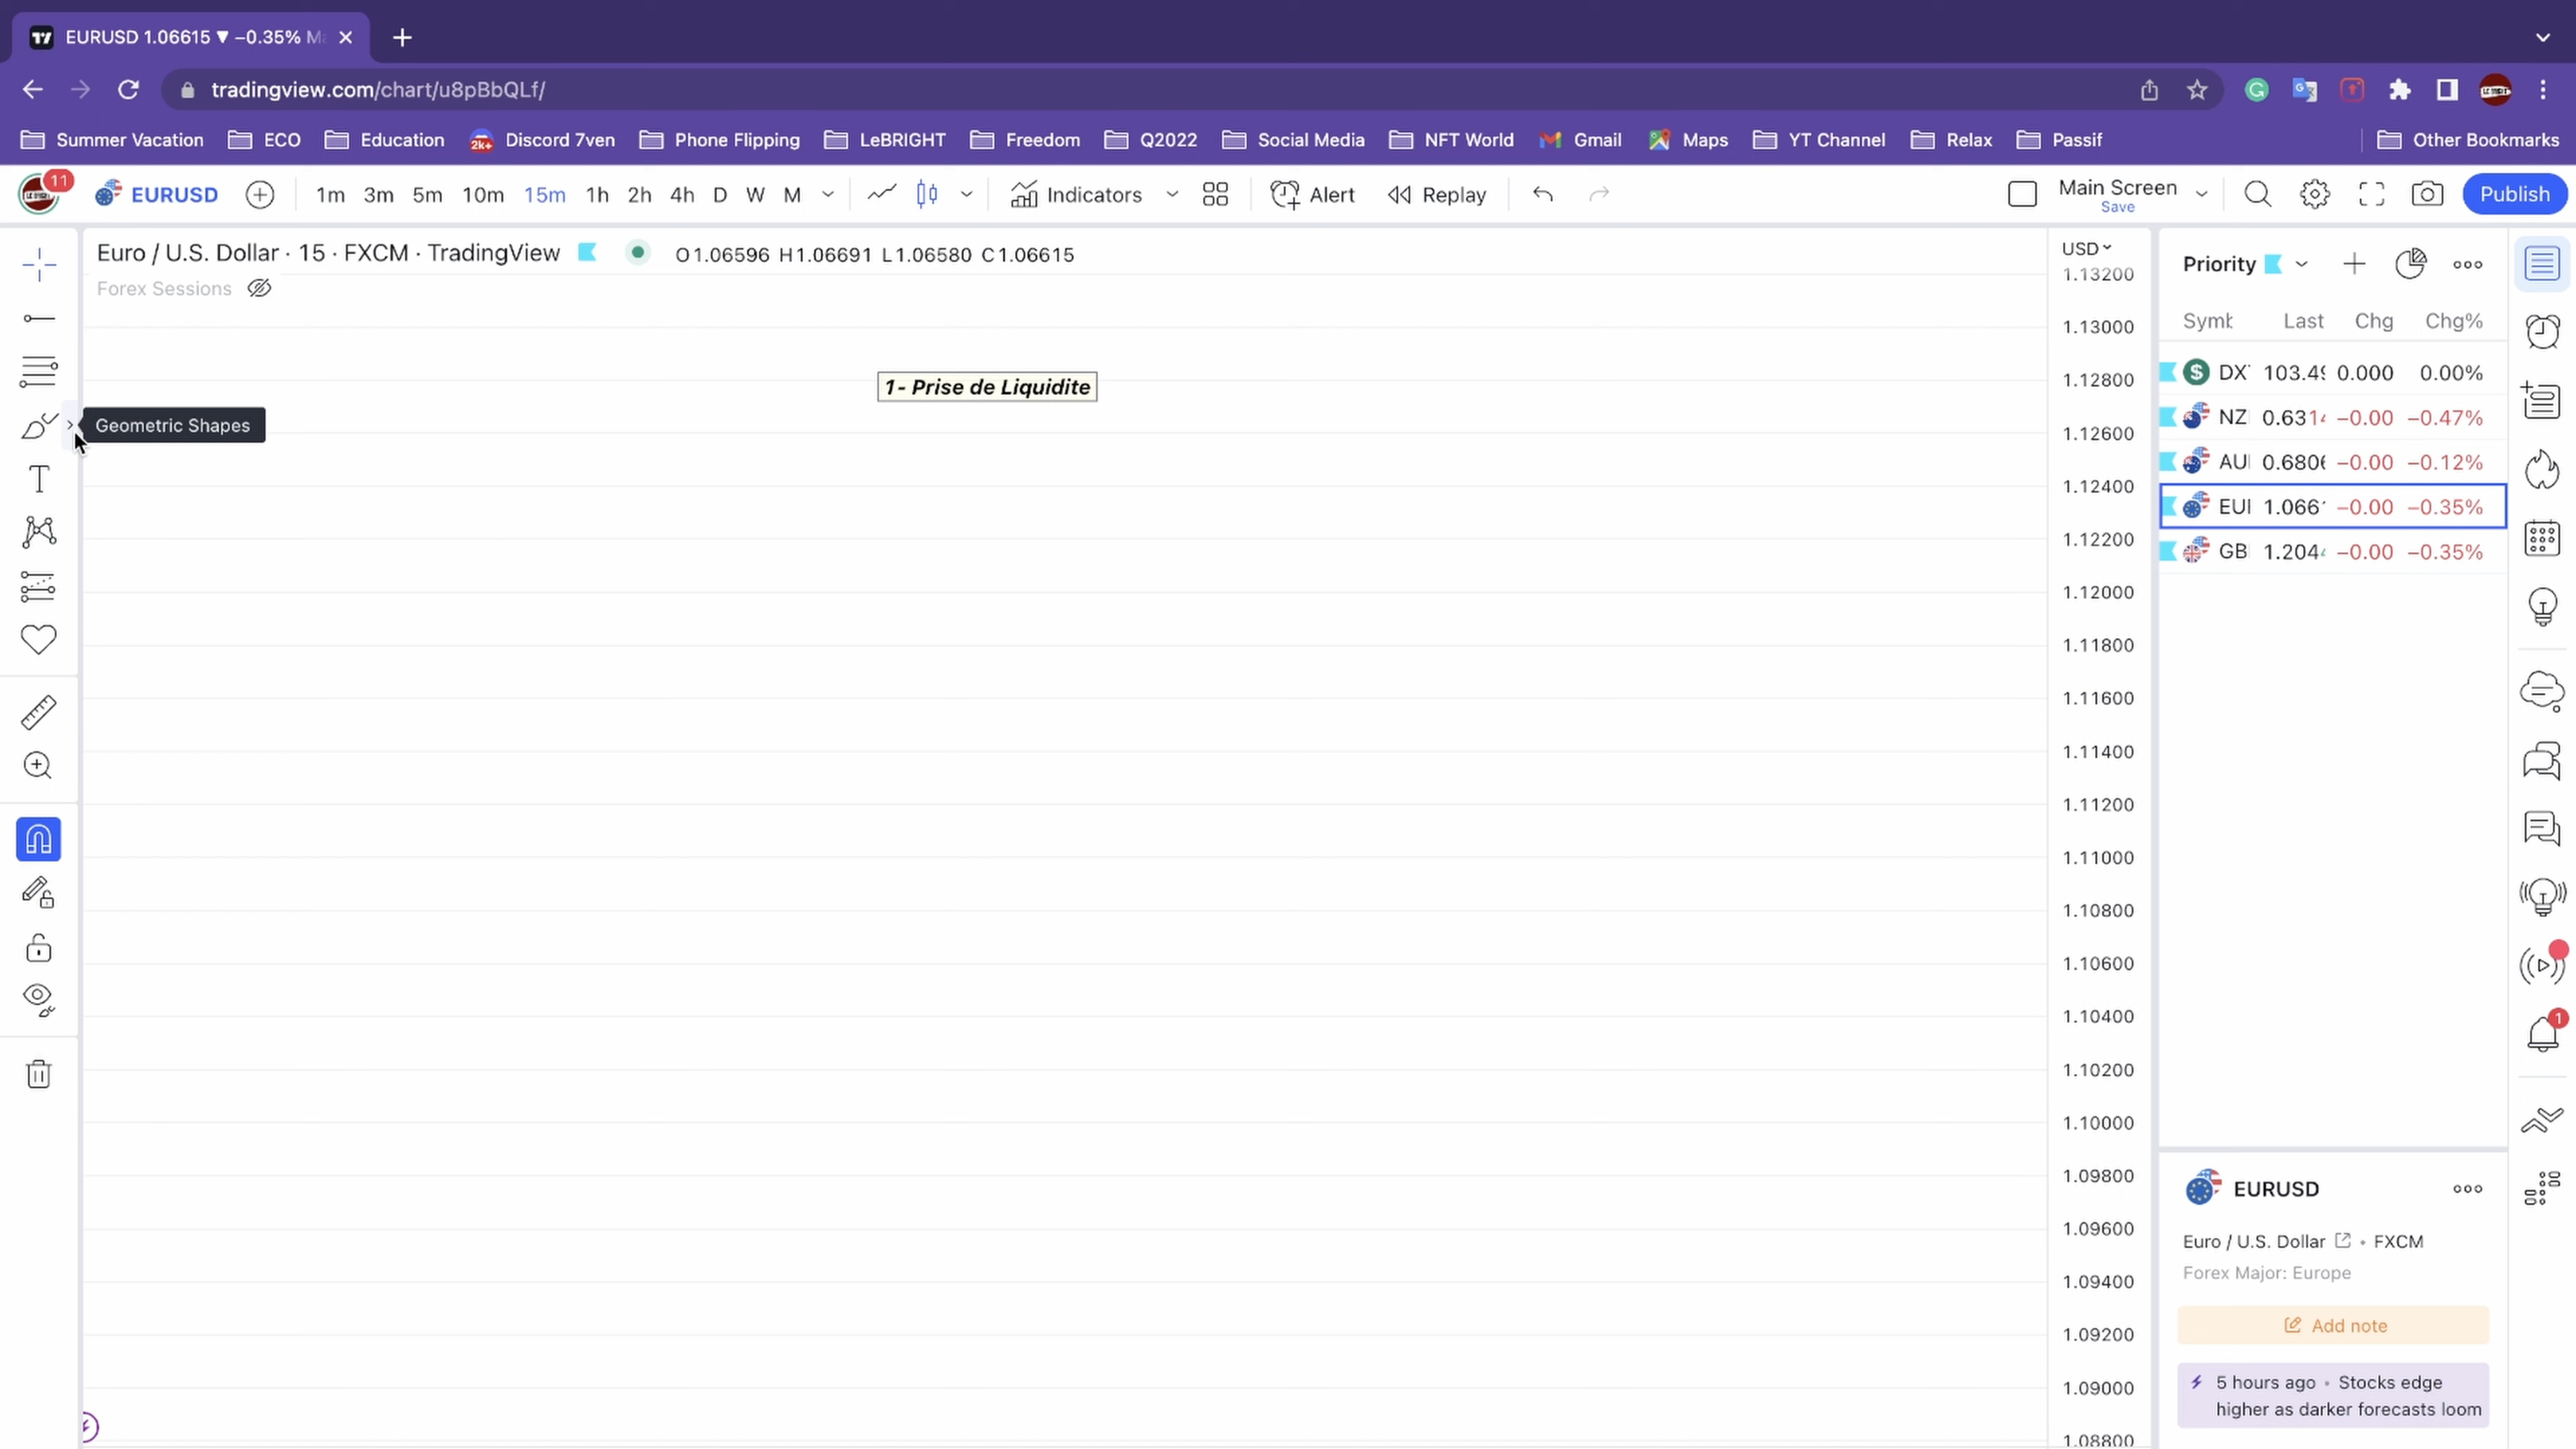 EURUSD 1.06615 ▼ −0.35%
tradingview.com/chart/u8pBbQLf/
Summer Vacation ECO Education Discord 7ven Phone Flipping LeBRIGHT Freedom Q2022 Social Media NFT World Gmail Maps YT Channel Relax Passif Other Bookmarks
11 EURUSD 1m 3m 5m 10m 15m 1h 2h 4h D W M Indicators Alert Replay Main Screen Save Publish
Euro / U.S. Dollar · 15 · FXCM · TradingView O1.06596 H1.06691 L1.06580 C1.06615
Forex Sessions
1- Prise de Liquidite
Geometric Shapes
USD
1.13200
1.13000
1.12800
1.12600
1.12400
1.12200
1.12000
1.11800
1.11600
1.11400
1.11200
1.11000
1.10800
1.10600
1.10400
1.10200
1.10000
1.09800
1.09600
1.09400
1.09200
1.09000
1.08800
Priority
Last Chg Chg%
DX 103.4 0.000 0.00%
NZ 0.631 −0.00 −0.47%
AU 0.680 −0.00 −0.12%
EU 1.066 −0.00 −0.35%
GB 1.204 −0.00 −0.35%
1
EURUSD
Euro / U.S. Dollar • FXCM
Forex Major: Europe
Add note
5 hours ago • Stocks edge
higher as darker forecasts loom